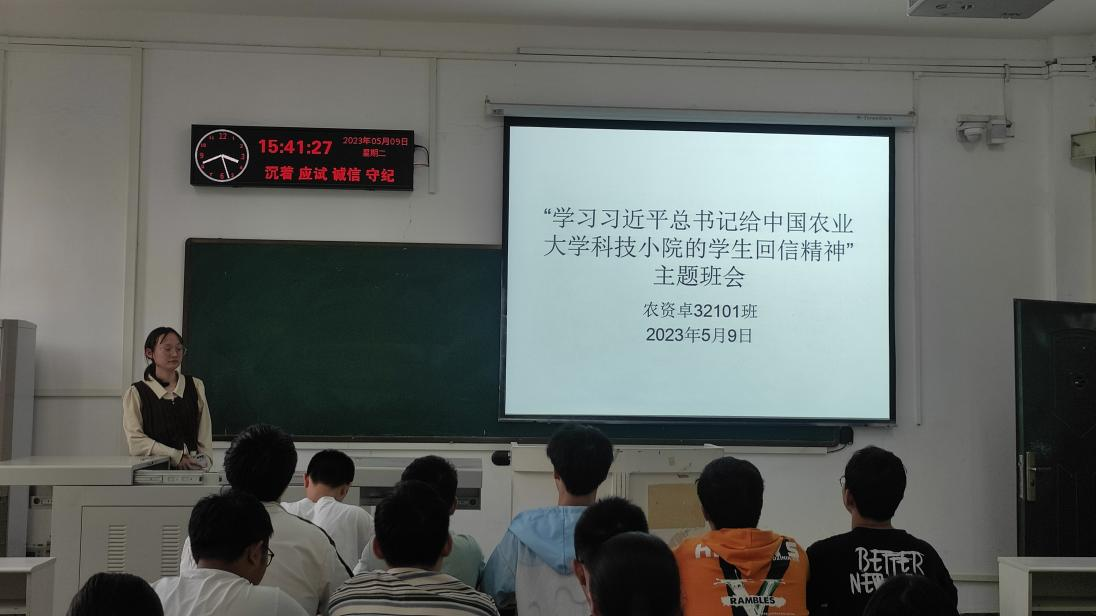 15:41:27
2023年05月09日
星期二
沉着 应试 诚信 守纪
“学习习近平总书记给中国农业
大学科技小院的学生回信精神”
主题班会
农资卓32101班
2023年5月9日
RAMBLES
BETTER